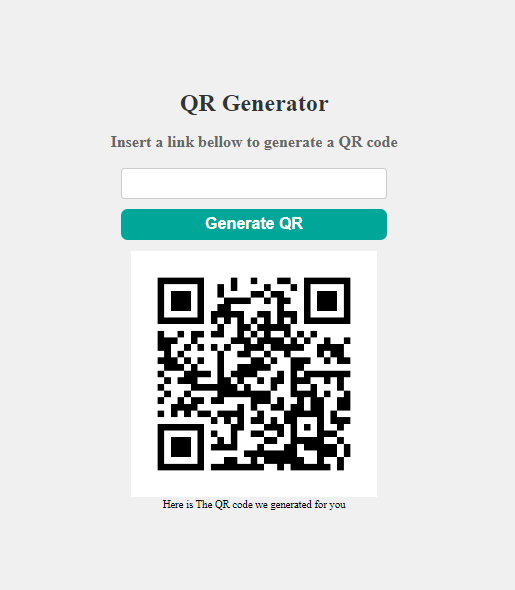 QR Generator
Insert a link bellow to generate a QR code
Generate QR
Here is The QR code we generated for you